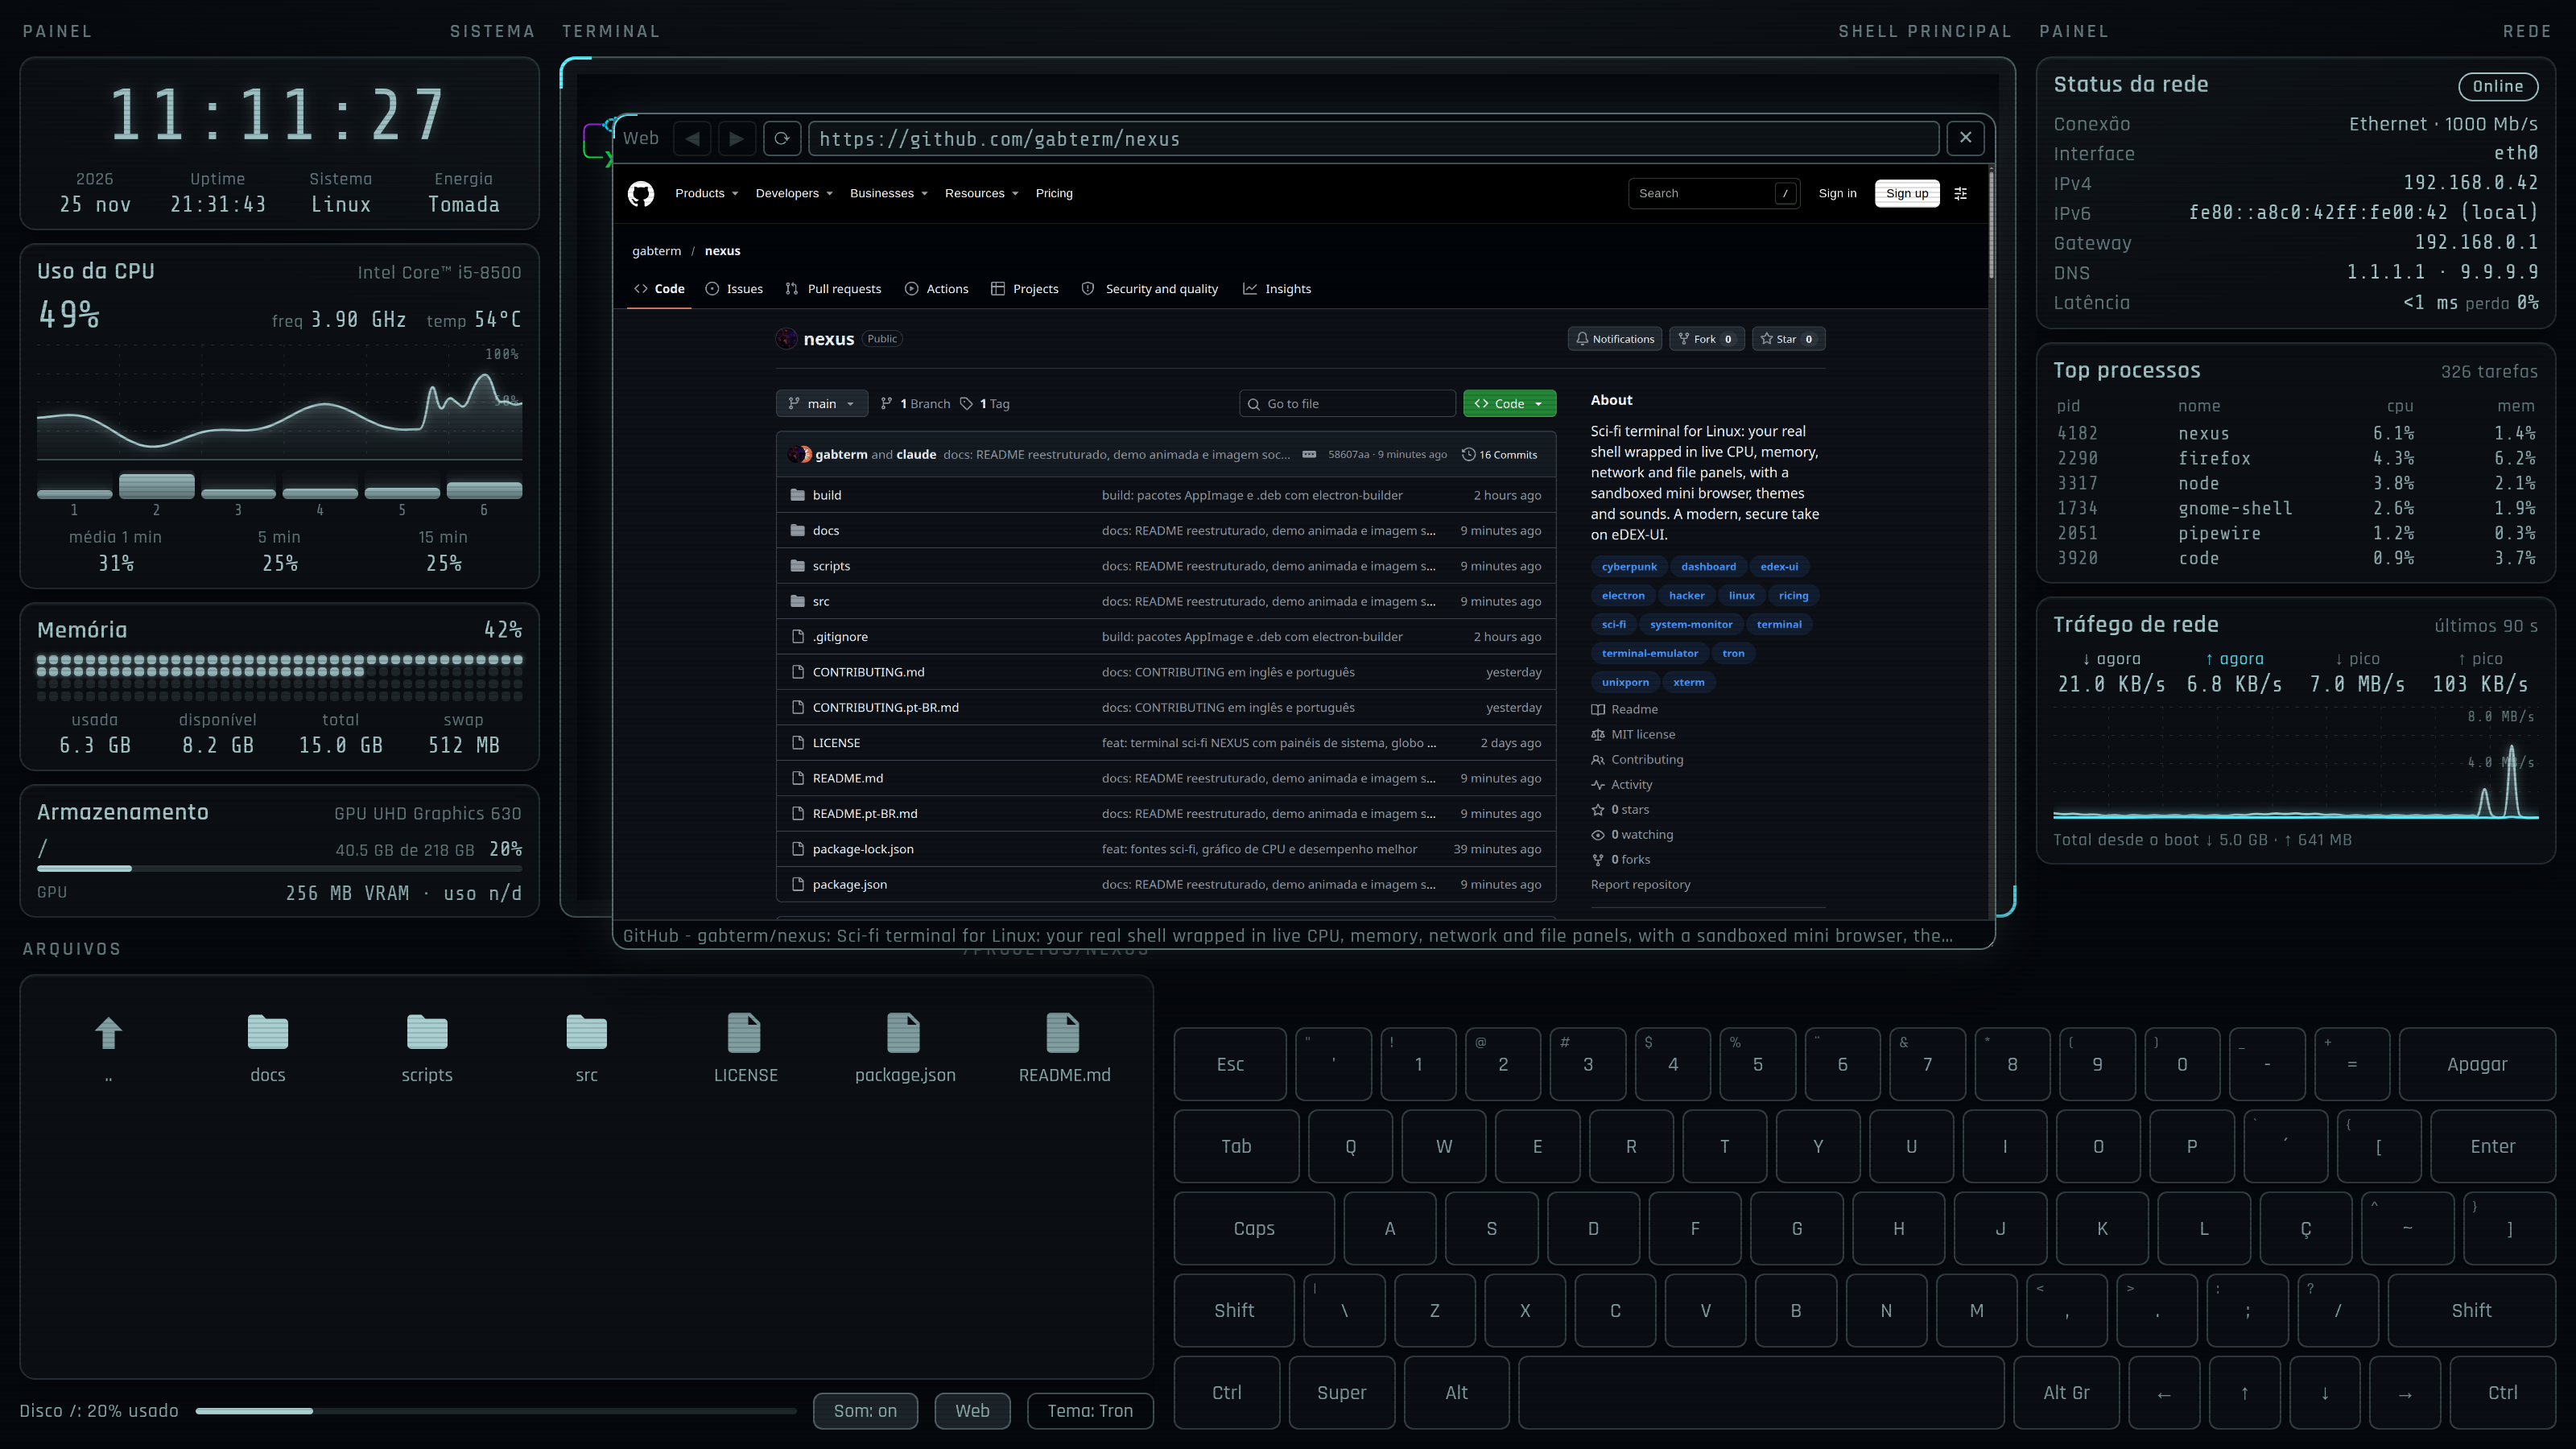 PAINEL SISTEMA
11:11:27
2026 Uptime Sistema Energia
25 nov 21:31:43 Linux Tomada
Uso da CPU Intel Core™ i5-8500
49% freq 3.90 GHz temp 54°C
100%
50%
1 2 3 4 5 6
média 1 min 5 min 15 min
31% 25% 25%
Memória 42%
usada disponível total swap
6.3 GB 8.2 GB 15.0 GB 512 MB
Armazenamento GPU UHD Graphics 630
/ 40.5 GB de 218 GB 20%
GPU 256 MB VRAM · uso n/d
TERMINAL SHELL PRINCIPAL
Web ◀ ▶ ⟳ https://github.com/gabterm/nexus ✕
Products Developers Businesses Resources Pricing Search / Sign in Sign up
gabterm / nexus
Code Issues Pull requests Actions Projects Security and quality Insights
nexus Public Notifications Fork 0 Star 0
main 1 Branch 1 Tag Go to file Code
gabterm and claude docs: README reestruturado, demo animada e imagem soc... 58607aa · 9 minutes ago 16 Commits
build build: pacotes AppImage e .deb com electron-builder 2 hours ago
docs docs: README reestruturado, demo animada e imagem s... 9 minutes ago
scripts docs: README reestruturado, demo animada e imagem s... 9 minutes ago
src docs: README reestruturado, demo animada e imagem s... 9 minutes ago
.gitignore build: pacotes AppImage e .deb com electron-builder 2 hours ago
CONTRIBUTING.md docs: CONTRIBUTING em inglês e português yesterday
CONTRIBUTING.pt-BR.md docs: CONTRIBUTING em inglês e português yesterday
LICENSE feat: terminal sci-fi NEXUS com painéis de sistema, globo ... 2 days ago
README.md docs: README reestruturado, demo animada e imagem s... 9 minutes ago
README.pt-BR.md docs: README reestruturado, demo animada e imagem s... 9 minutes ago
package-lock.json feat: fontes sci-fi, gráfico de CPU e desempenho melhor 39 minutes ago
package.json docs: README reestruturado, demo animada e imagem s... 9 minutes ago
About
Sci-fi terminal for Linux: your real
shell wrapped in live CPU, memory,
network and file panels, with a
sandboxed mini browser, themes
and sounds. A modern, secure take
on eDEX-UI.
cyberpunk dashboard edex-ui
electron hacker linux ricing
sci-fi system-monitor terminal
terminal-emulator tron
unixporn xterm
Readme
MIT license
Contributing
Activity
0 stars
0 watching
0 forks
Report repository
GitHub - gabterm/nexus: Sci-fi terminal for Linux: your real shell wrapped in live CPU, memory, network and file panels, with a sandboxed mini browser, the...
PAINEL REDE
Status da rede Online
Conexão Ethernet · 1000 Mb/s
Interface eth0
IPv4 192.168.0.42
IPv6 fe80::a8c0:42ff:fe00:42 (local)
Gateway 192.168.0.1
DNS 1.1.1.1 · 9.9.9.9
Latência <1 ms perda 0%
Top processos 326 tarefas
pid nome cpu mem
4182 nexus 6.1% 1.4%
2290 firefox 4.3% 6.2%
3317 node 3.8% 2.1%
1734 gnome-shell 2.6% 1.9%
2051 pipewire 1.2% 0.3%
3920 code 0.9% 3.7%
Tráfego de rede últimos 90 s
↓ agora ↑ agora ↓ pico ↑ pico
21.0 KB/s 6.8 KB/s 7.0 MB/s 103 KB/s
8.0 MB/s
4.0 MB/s
Total desde o boot ↓ 5.0 GB · ↑ 641 MB
ARQUIVOS /PROJETOS/NEXUS
.. docs scripts src LICENSE package.json README.md
Disco /: 20% usado Som: on Web Tema: Tron
Esc " ' ! 1 @ 2 # 3 $ 4 % 5 ¨ 6 & 7 * 8 ( 9 ) 0 _ - + = Apagar
Tab Q W E R T Y U I O P ` ´ { [ Enter
Caps A S D F G H J K L Ç ^ ~ } ]
Shift | \ Z X C V B N M < , > . : ; ? / Shift
Ctrl Super Alt Alt Gr ← ↑ ↓ → Ctrl